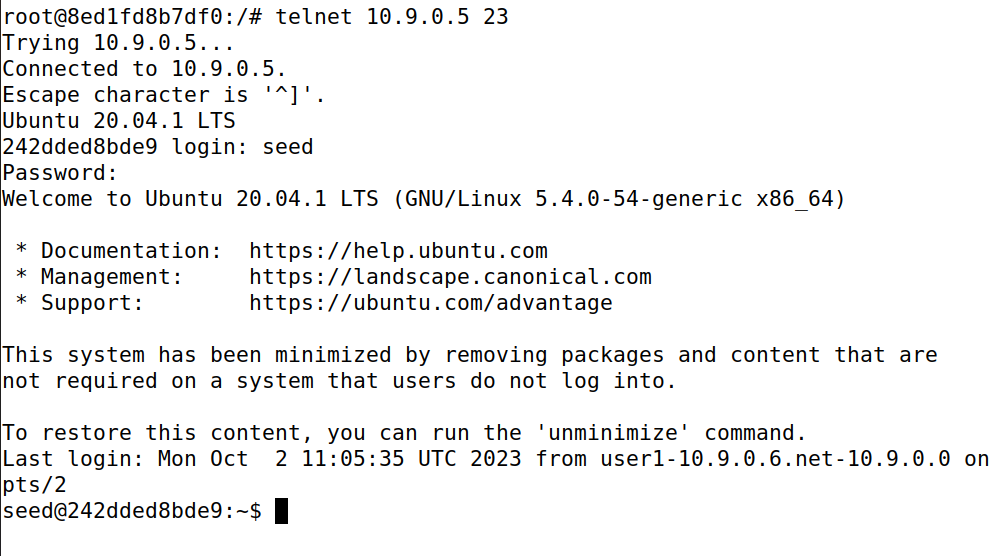 root@8ed1fd8b7df0:/# telnet 10.9.0.5 23
Trying 10.9.0.5...
Connected to 10.9.0.5.
Escape character is '^]'.
Ubuntu 20.04.1 LTS
242dded8bde9 login: seed
Password:
Welcome to Ubuntu 20.04.1 LTS (GNU/Linux 5.4.0-54-generic x86_64)

 * Documentation:  https://help.ubuntu.com
 * Management:     https://landscape.canonical.com
 * Support:        https://ubuntu.com/advantage

This system has been minimized by removing packages and content that are
not required on a system that users do not log into.

To restore this content, you can run the 'unminimize' command.
Last login: Mon Oct  2 11:05:35 UTC 2023 from user1-10.9.0.6.net-10.9.0.0 on
pts/2
seed@242dded8bde9:~$